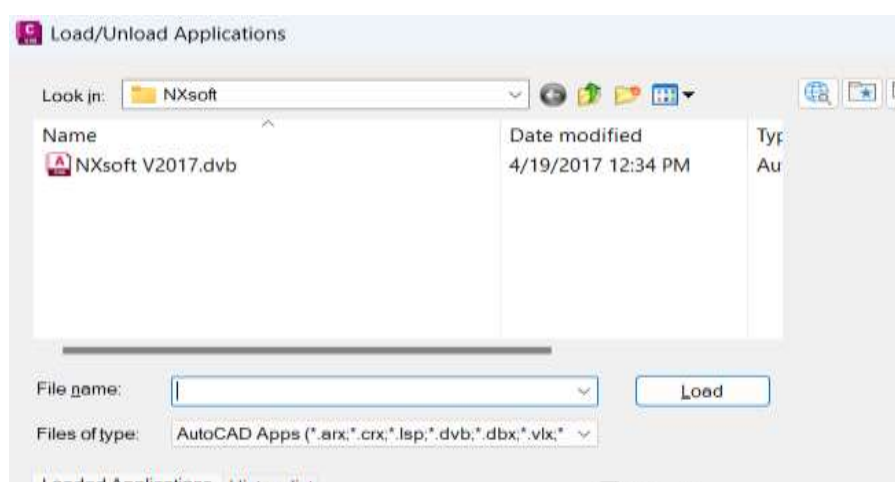 Load/Unload Applications
Look in: NXsoft
Name Date modified Typ
NXsoft V2017.dvb 4/19/2017 12:34 PM Au
File name: Load
Files of type: AutoCAD Apps (*.arx;*.crx;*.lsp;*.dvb;*.dbx;*.vlx;*